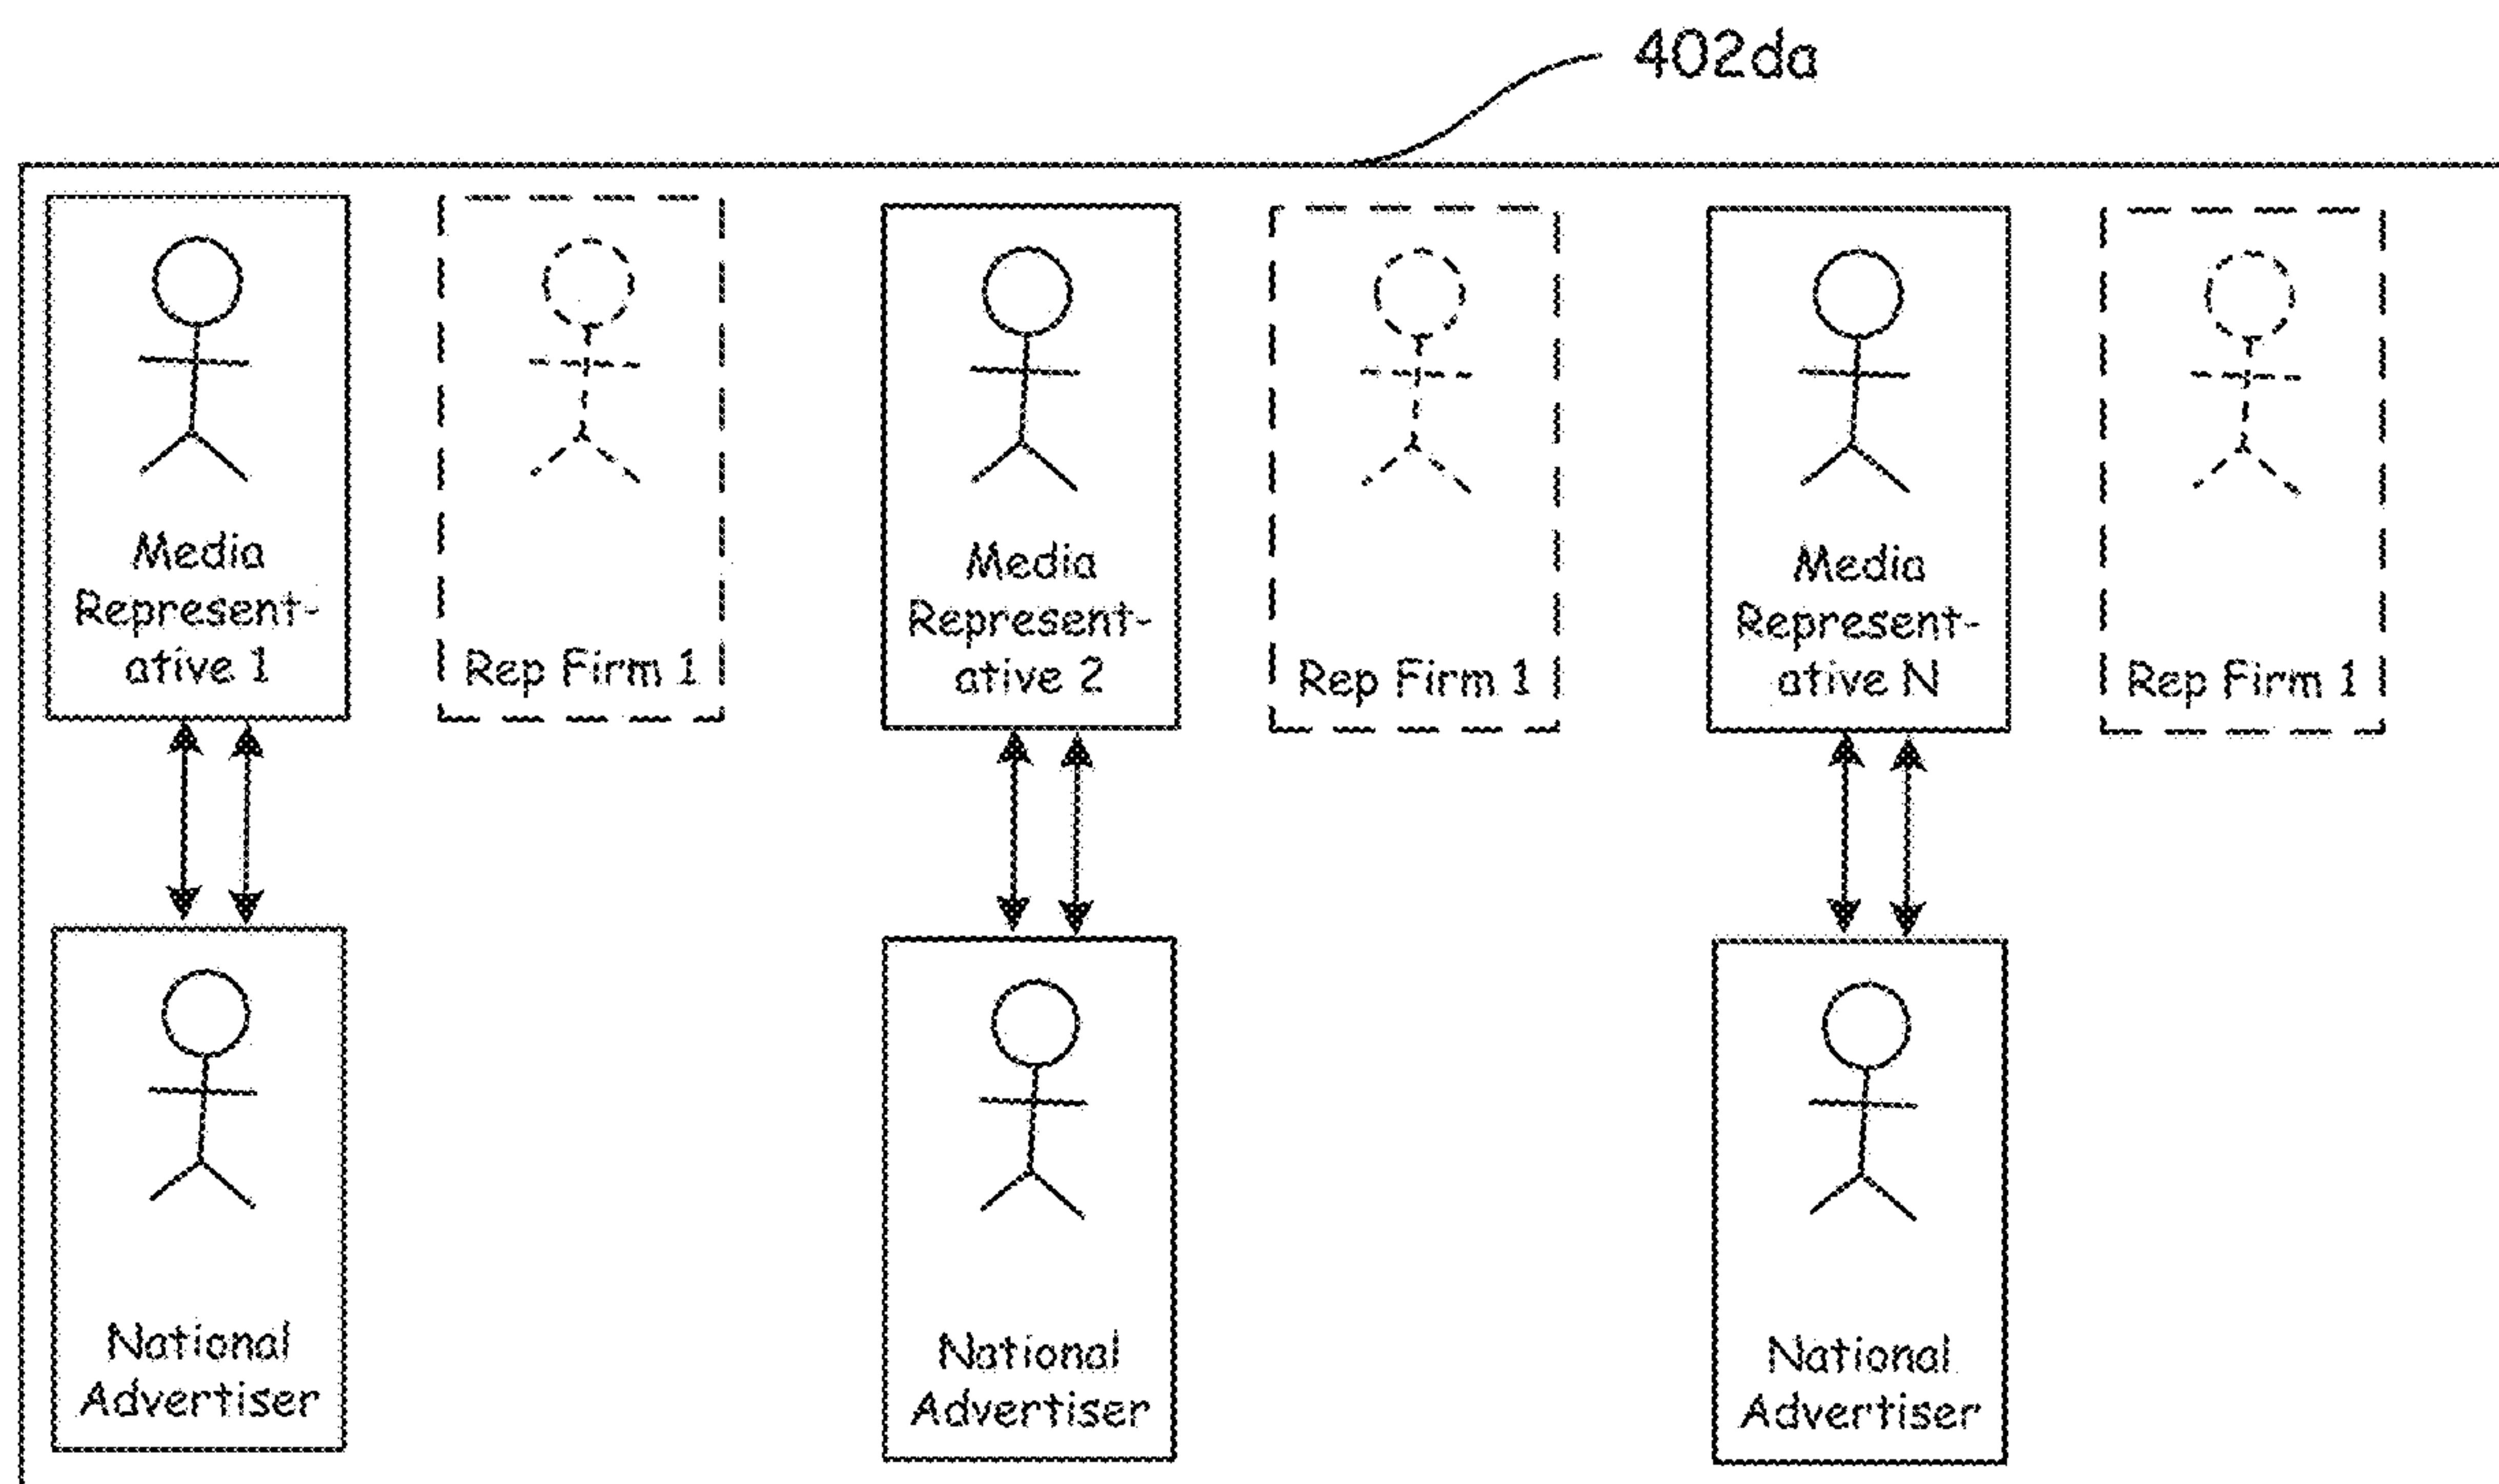 402da
Media
Represent-
ative 1
Rep Firm 1
Media
Represent-
ative 2
Rep Firm 1
Media
Represent-
ative N
Rep Firm 1
National
Advertiser
National
Advertiser
National
Advertiser